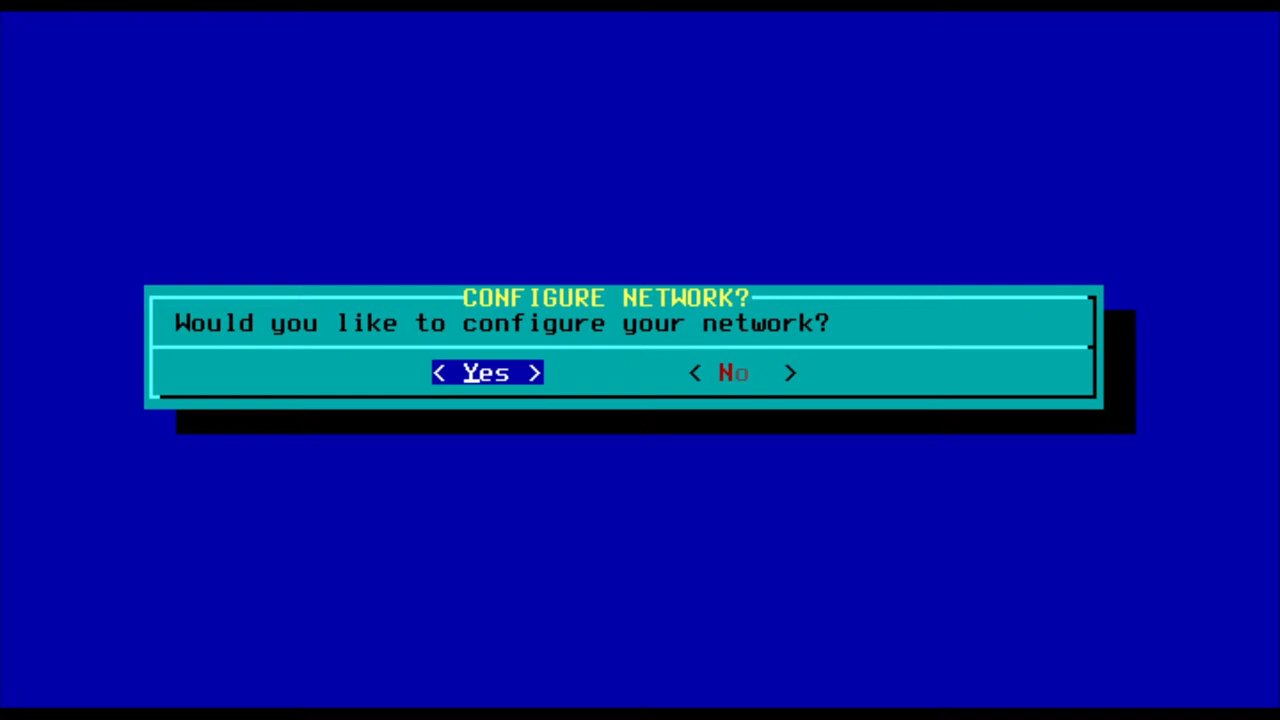 CONFIGURE NETWORK?
Would you like to configure your network?
< Yes > < No >